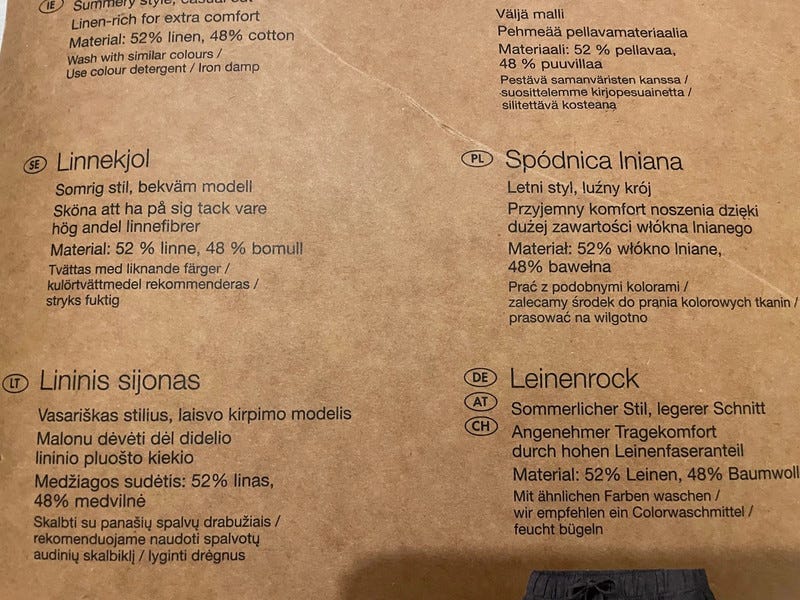 IE Summery style, casual cut
Linen-rich for extra comfort
Material: 52% linen, 48% cotton
Wash with similar colours /
Use colour detergent / Iron damp
Väljä malli
Pehmeää pellavamateriaalia
Materiaali: 52 % pellavaa,
48 % puuvillaa
Pestävä samanväristen kanssa /
suosittelemme kirjopesuainetta /
silitettävä kosteana
SE Linnekjol
Somrig stil, bekväm modell
Sköna att ha på sig tack vare
hög andel linnefibrer
Material: 52 % linne, 48 % bomull
Tvättas med liknande färger /
kulörtvättmedel rekommenderas /
stryks fuktig
PL Spódnica lniana
Letni styl, luźny krój
Przyjemny komfort noszenia dzięki
dużej zawartości włókna lnianego
Materiał: 52% włókno lniane,
48% bawełna
Prać z podobnymi kolorami /
zalecamy środek do prania kolorowych tkanin /
prasować na wilgotno
LT Lininis sijonas
Vasariškas stilius, laisvo kirpimo modelis
Malonu dėvėti dėl didelio
lininio pluošto kiekio
Medžiagos sudėtis: 52% linas,
48% medvilnė
Skalbti su panašių spalvų drabužiais /
rekomenduojame naudoti spalvotų
audinių skalbiklį / lyginti drėgnus
DE AT CH Leinenrock
Sommerlicher Stil, legerer Schnitt
Angenehmer Tragekomfort
durch hohen Leinenfaseranteil
Material: 52% Leinen, 48% Baumwoll
Mit ähnlichen Farben waschen /
wir empfehlen ein Colorwaschmittel /
feucht bügeln